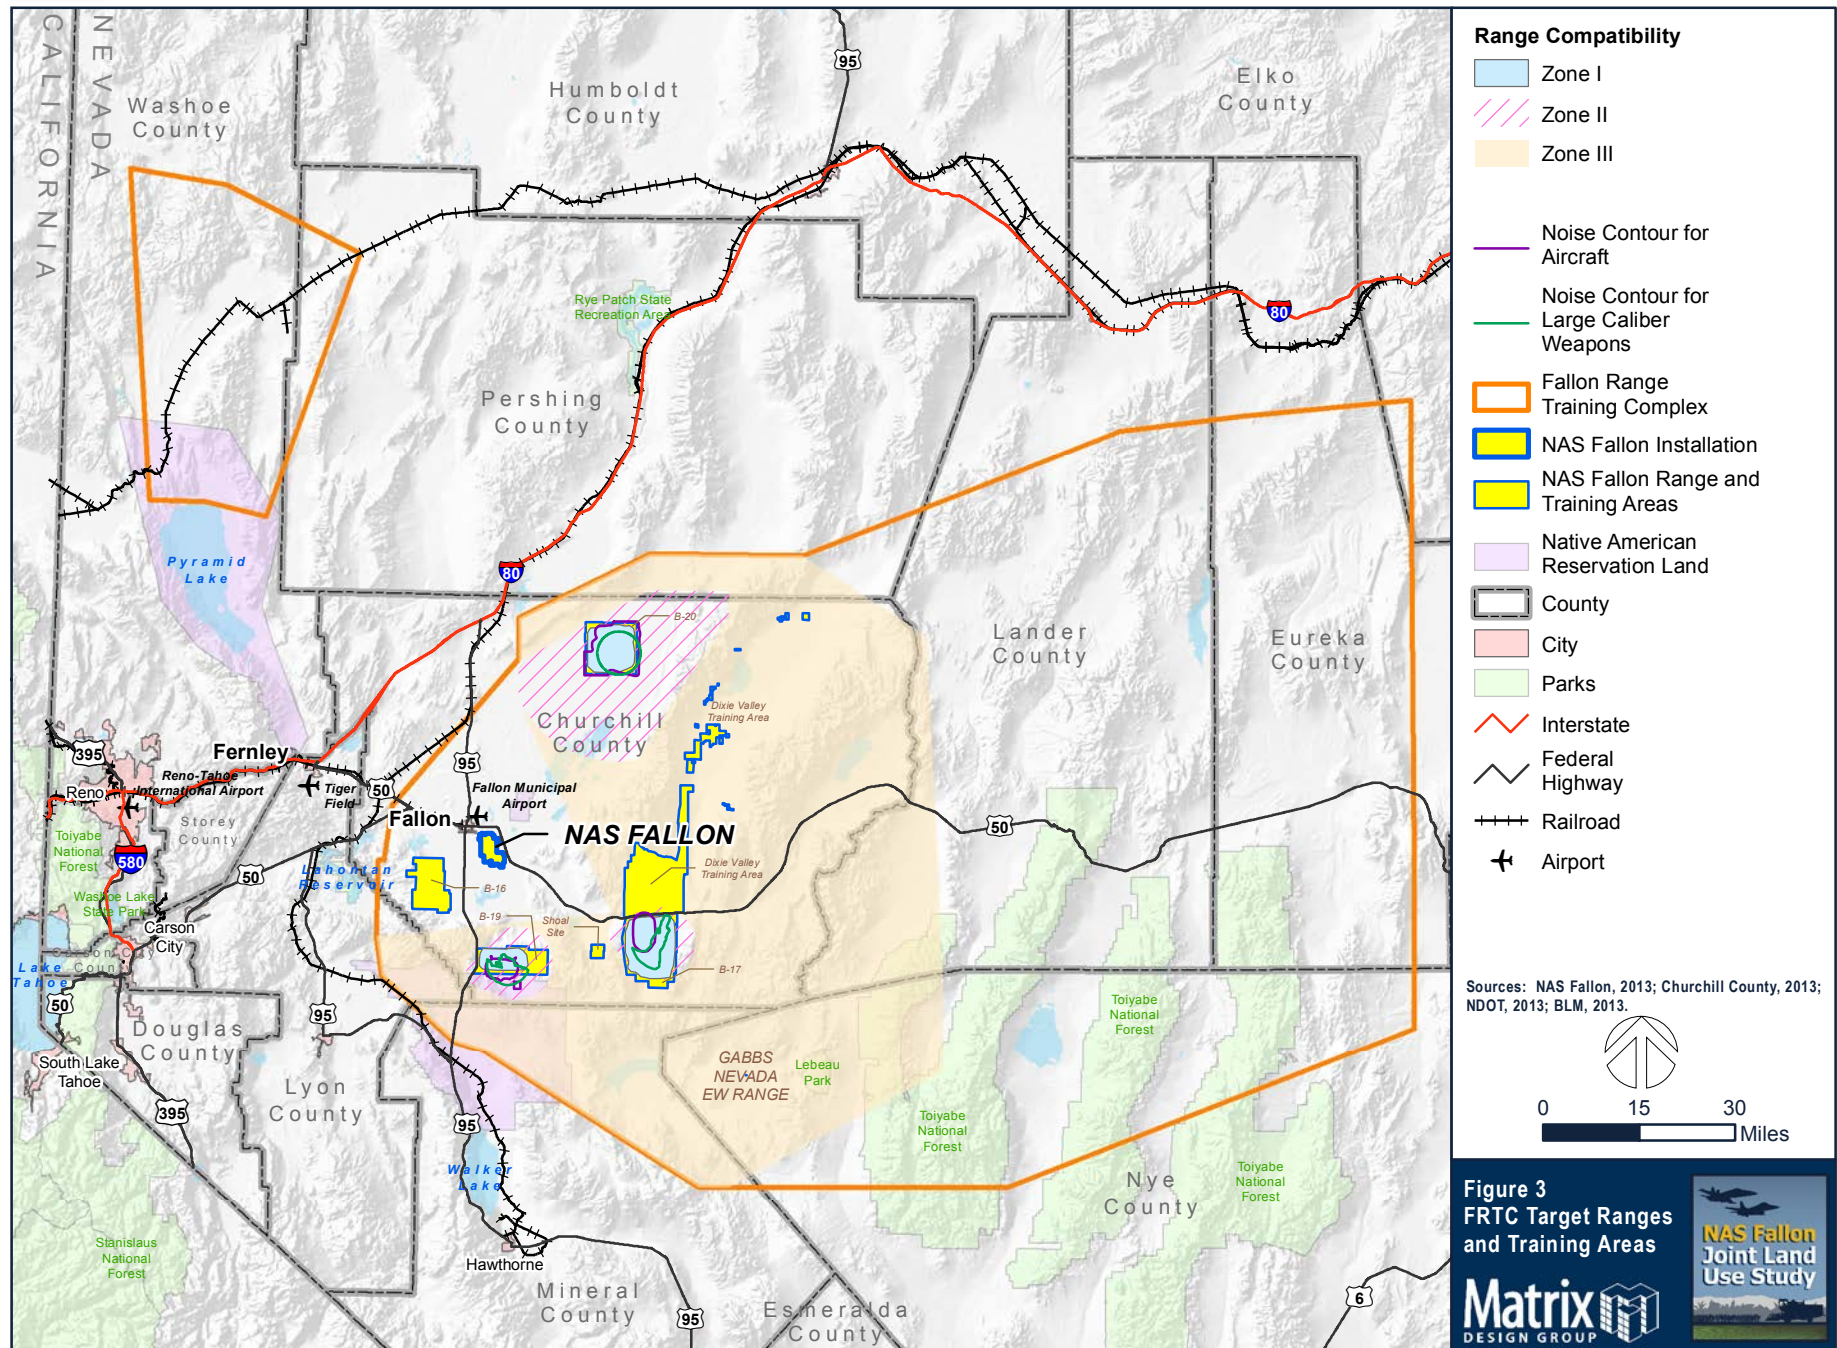 CALIFORNIA
NEVADA
Washoe
County
Humboldt
County
95
Elko
County
80
Rye Patch State
Recreation Area
Pershing
County
Pyramid
Lake
80
B-20
Lander
County
Eureka
County
Dixie Valley
Training Area
Churchill
County
395
Fernley
95
Reno-Tahoe
International Airport
Reno
Tiger
Field
50
Fallon Municipal
Airport
Storey
County
Fallon
NAS FALLON
50
Toiyabe
National
Forest
580
50
Lahontan
Reservoir
Dixie Valley
Training Area
B-16
Washoe Lake
State Park
B-19
Shoal
Site
Carson
City
Carson City
County
Lake
Tahoe
B-17
50
95
Douglas
County
Toiyabe
National
Forest
South Lake
Tahoe
GABBS
NEVADA
EW RANGE
Lebeau
Park
Lyon
County
395
95
Toiyabe
National
Forest
Walker
Lake
Toiyabe
National
Forest
Nye
County
Stanislaus
National
Forest
Hawthorne
Mineral
County
95
Esmeralda
County
6
Range Compatibility
Zone I
Zone II
Zone III
Noise Contour for
Aircraft
Noise Contour for
Large Caliber
Weapons
Fallon Range
Training Complex
NAS Fallon Installation
NAS Fallon Range and
Training Areas
Native American
Reservation Land
County
City
Parks
Interstate
Federal
Highway
Railroad
Airport
Sources: NAS Fallon, 2013; Churchill County, 2013;
NDOT, 2013; BLM, 2013.
0 15 30
Miles
Figure 3
FRTC Target Ranges
and Training Areas
Matrix
DESIGN GROUP
NAS Fallon
Joint Land
Use Study